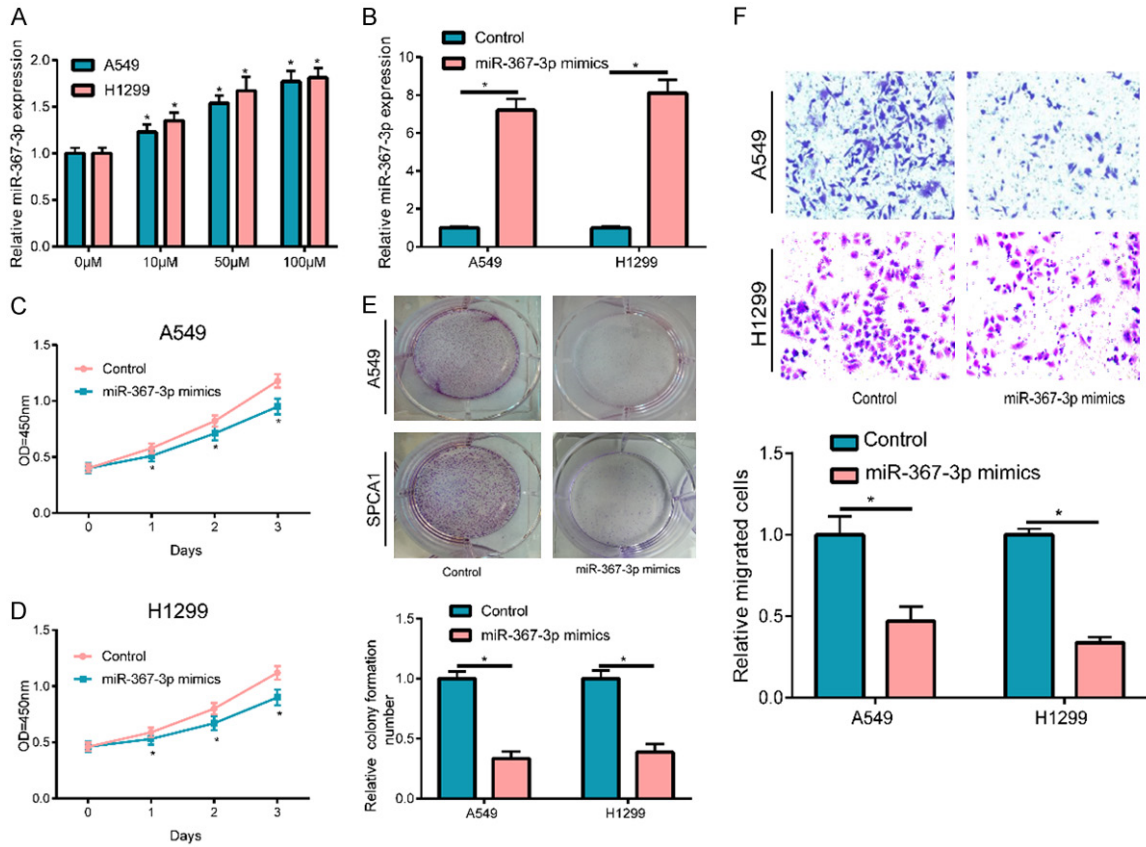 A
Relative miR-367-3p expression
2.0
1.5
1.0
0.5
0.0
A549
H1299
*
*
*
*
*
*
0μM
10μM
50μM
100μM
B
Relative miR-367-3p expression
10
8
6
4
2
0
Control
miR-367-3p mimics
*
*
A549
H1299
C
A549
OD=450nm
1.5
1.0
0.5
0.0
Control
miR-367-3p mimics
*
*
*
0
1
2
3
Days
D
H1299
OD=450nm
1.5
1.0
0.5
0.0
Control
miR-367-3p mimics
*
*
*
0
1
2
3
Days
E
A549
SPCA1
Control
miR-367-3p mimics
Relative colony formation
number
1.5
1.0
0.5
0.0
Control
miR-367-3p mimics
*
*
A549
H1299
F
A549
H1299
Control
miR-367-3p mimics
Relative migrated cells
1.5
1.0
0.5
0.0
Control
miR-367-3p mimics
*
*
A549
H1299